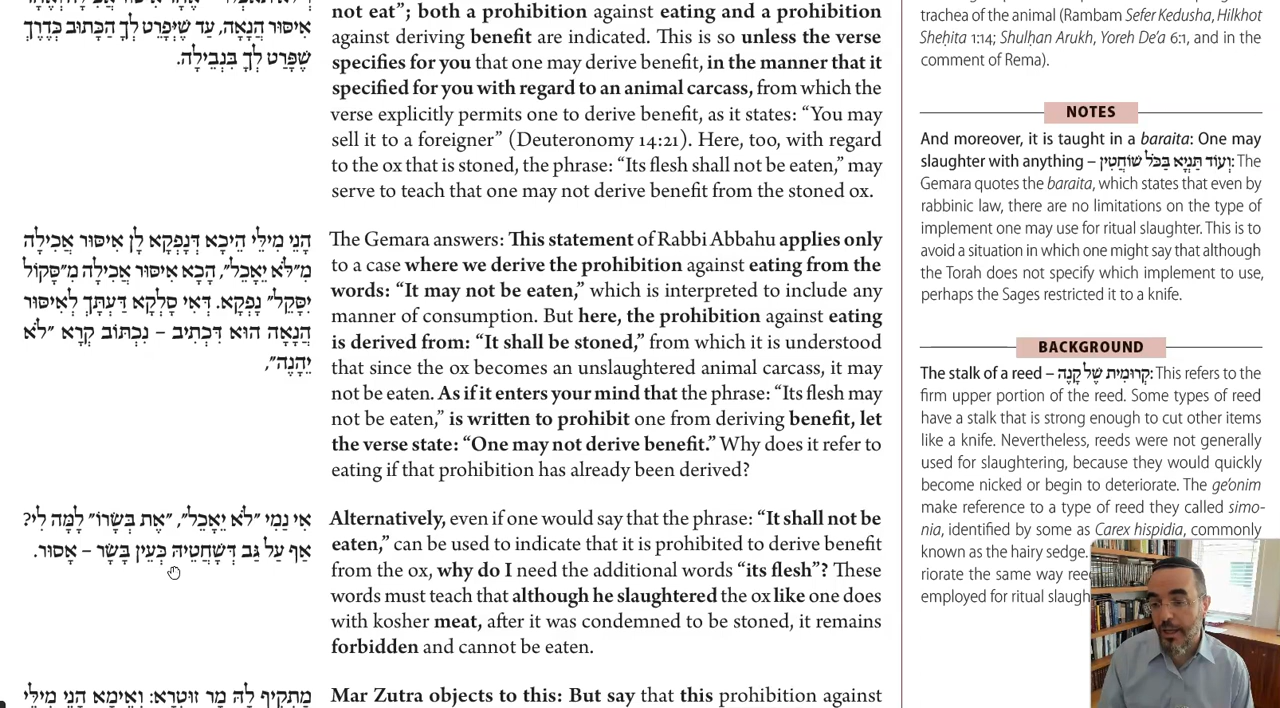 דְּרֶךְ
שֶׁפָּרַט לְךָ בִּנְבֵילָה.
not eat”; both a prohibition against eating and a prohibition
against deriving benefit are indicated. This is so unless the verse
specifies for you that one may derive benefit, in the manner that it
specified for you with regard to an animal carcass, from which the
verse explicitly permits one to derive benefit, as it states: “You may
sell it to a foreigner” (Deuteronomy 14:21). Here, too, with regard
to the ox that is stoned, the phrase: “Its flesh shall not be eaten,” may
serve to teach that one may not derive benefit from the stoned ox.
הָנֵי מִילֵּי הֵיכָא דְּנָפְקָא לַן אִיסּוּר אֲכִילָה
מִ״לֹּא יֵאָכֵל״, הָכָא אִיסּוּר אֲכִילָה מִ״סָּקוֹל
יִסָּקֵל״ נָפְקָא. דְּאִי סָלְקָא דַּעְתָּךְ לְאִיסּוּר
הֲנָאָה הוּא דִּכְתִיב – נִכְתּוֹב קְרָא ״לֹא
יֵהָנֶה״,
The Gemara answers: This statement of Rabbi Abbahu applies only
to a case where we derive the prohibition against eating from the
words: “It may not be eaten,” which is interpreted to include any
manner of consumption. But here, the prohibition against eating
is derived from: “It shall be stoned,” from which it is understood
that since the ox becomes an unslaughtered animal carcass, it may
not be eaten. As if it enters your mind that the phrase: “Its flesh may
not be eaten,” is written to prohibit one from deriving benefit, let
the verse state: “One may not derive benefit.” Why does it refer to
eating if that prohibition has already been derived?
אִי נָמֵי ״לֹא יֵאָכֵל״, ״אֶת בְּשָׂרוֹ״ לָמָּה לִי?
אַף עַל גַּב דְּשָׁחֲטֵיהּ כְּעֵין בָּשָׂר – אָסוּר.
Alternatively, even if one would say that the phrase: “It shall not be
eaten,” can be used to indicate that it is prohibited to derive benefit
from the ox, why do I need the additional words “its flesh”? These
words must teach that although he slaughtered the ox like one does
with kosher meat, after it was condemned to be stoned, it remains
forbidden and cannot be eaten.
מַתְקֵיף לַהּ מָר זוּטְרָא: וְאֵימָא הָנֵי מִילֵּי
Mar Zutra objects to this: But say that this prohibition against
trachea of the animal (Rambam Sefer Kedusha, Hilkhot
Sheḥita 1:14; Shulḥan Arukh, Yoreh De’a 6:1, and in the
comment of Rema).
NOTES
And moreover, it is taught in a baraita: One may
slaughter with anything – וְעוֹד תַּנְיָא בַּכֹּל שׁוֹחֲטִין: The
Gemara quotes the baraita, which states that even by
rabbinic law, there are no limitations on the type of
implement one may use for ritual slaughter. This is to
avoid a situation in which one might say that although
the Torah does not specify which implement to use,
perhaps the Sages restricted it to a knife.
BACKGROUND
The stalk of a reed – קְרוּמִית שֶׁל קָנֶה: This refers to the
firm upper portion of the reed. Some types of reed
have a stalk that is strong enough to cut other items
like a knife. Nevertheless, reeds were not generally
used for slaughtering, because they would quickly
become nicked or begin to deteriorate. The ge’onim
make reference to a type of reed they called simo-
nia, identified by some as Carex hispidia, commonly
known as the hairy sedge.
riorate the same way ree
employed for ritual slaugh